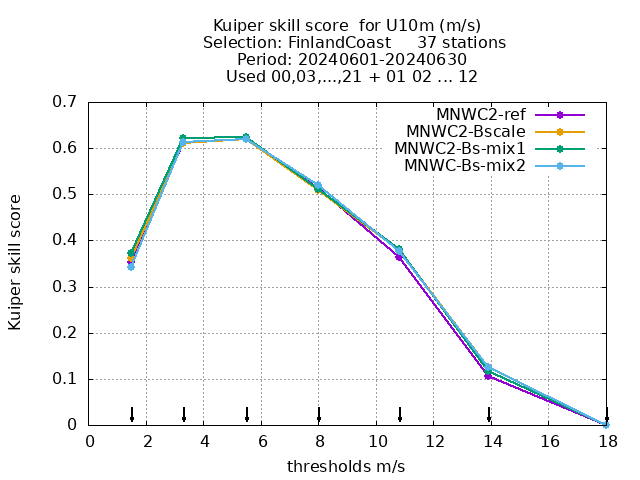 Kuiper skill score  for U10m (m/s)
Selection: FinlandCoast     37 stations
Period: 20240601-20240630
Used 00,03,...,21 + 01 02 ... 12
MNWC2-ref
MNWC2-Bscale
MNWC2-Bs-mix1
MNWC-Bs-mix2
Kuiper skill score
0.7
0.6
0.5
0.4
0.3
0.2
0.1
0
0 2 4 6 8 10 12 14 16 18
thresholds m/s